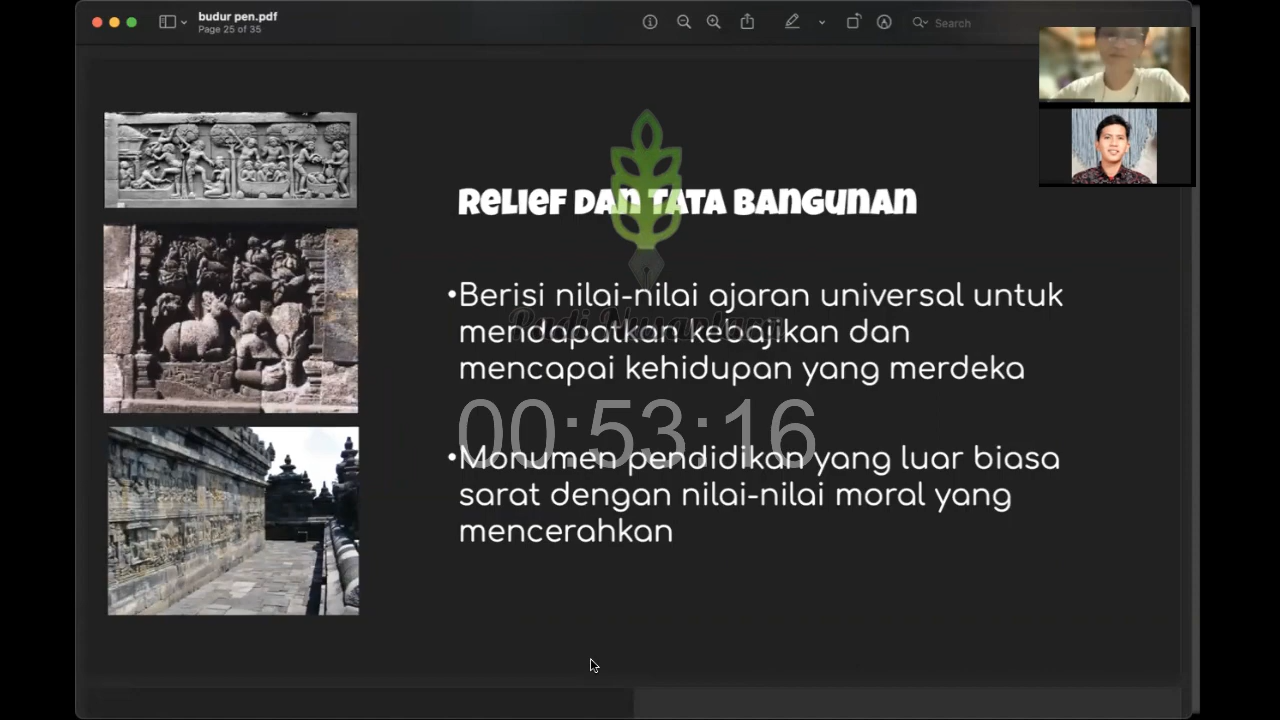 budur pen.pdf
Page 25 of 35
Search
Relief dan Tata Bangunan
•Berisi nilai-nilai ajaran universal untuk
mendapatkan kebajikan dan
mencapai kehidupan yang merdeka
Padi Nusantara
00:53:16
•Monumen pendidikan yang luar biasa
sarat dengan nilai-nilai moral yang
mencerahkan